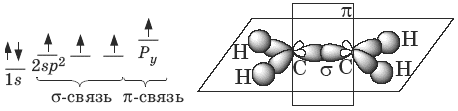 1s 2sp² P_y
σ-связь π-связь
π
H H
C σ C
H H